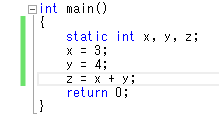 int main()
{
    static int x, y, z;
    x = 3;
    y = 4;
    z = x + y;
    return 0;
}